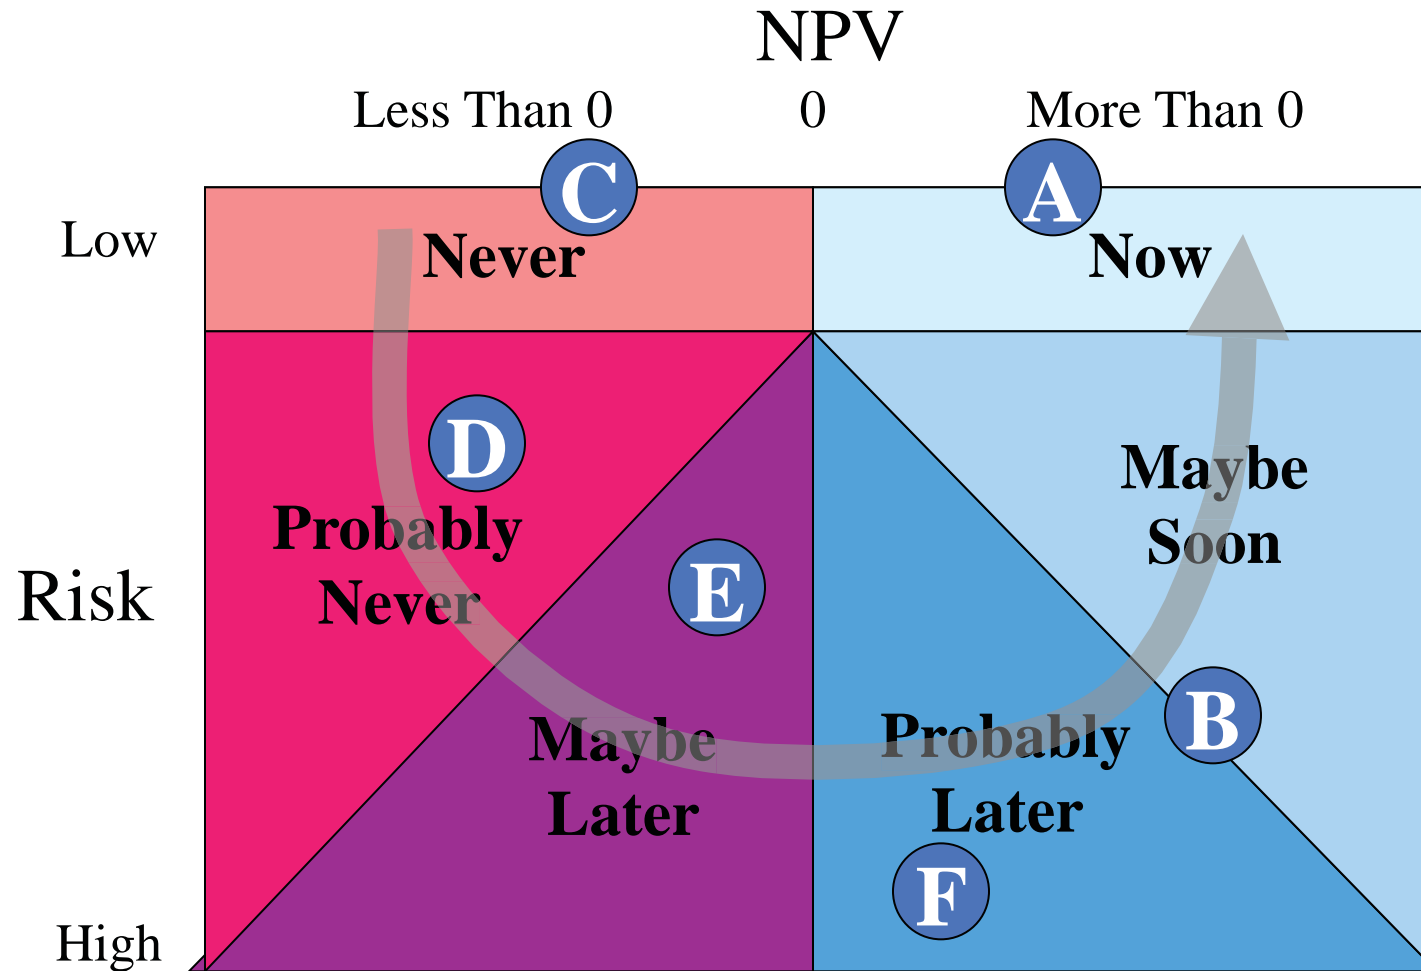 NPV
Less Than 0
0
More Than 0
C
A
Low
Never
Now
D
Maybe
Soon
Probably
Never
E
Risk
B
Maybe
Later
Probably
Later
F
High